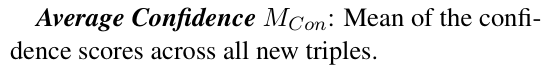 Average Confidence M_Con: Mean of the confi-
dence scores across all new triples.